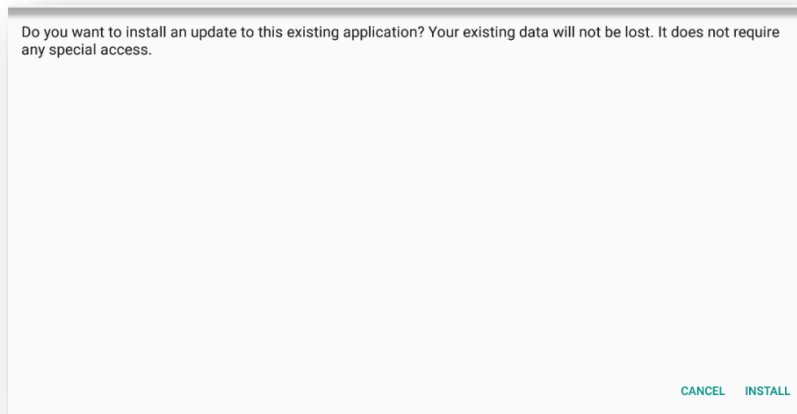 Do you want to install an update to this existing application? Your existing data will not be lost. It does not require
any special access.
CANCEL INSTALL